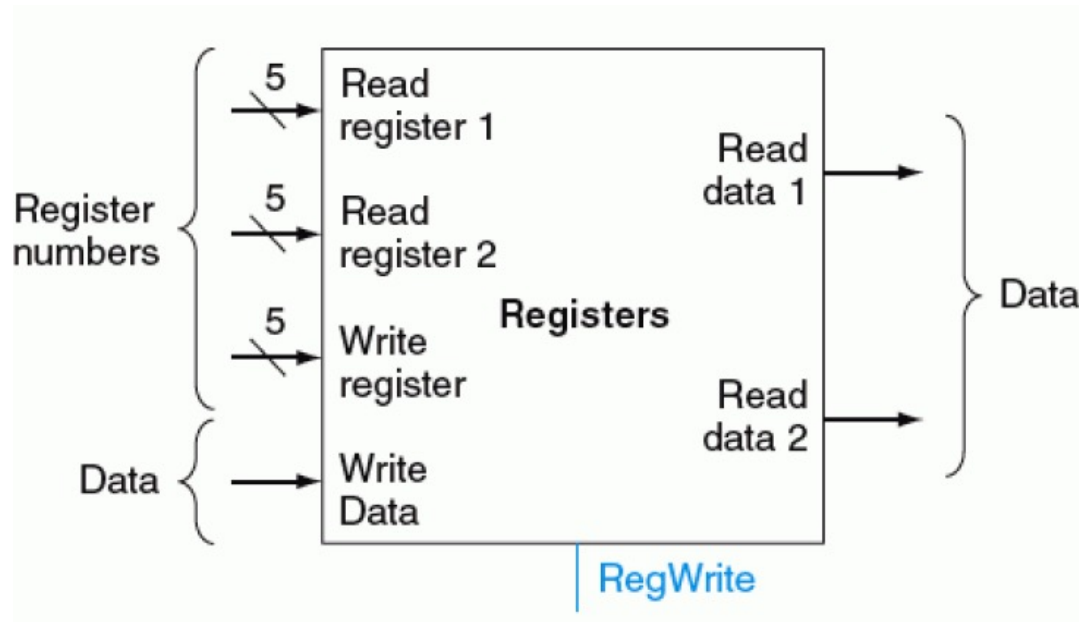 Register
numbers
5
Read
register 1
5
Read
register 2
5
Write
register
Data
Write
Data
Registers
Read
data 1
Read
data 2
Data
RegWrite